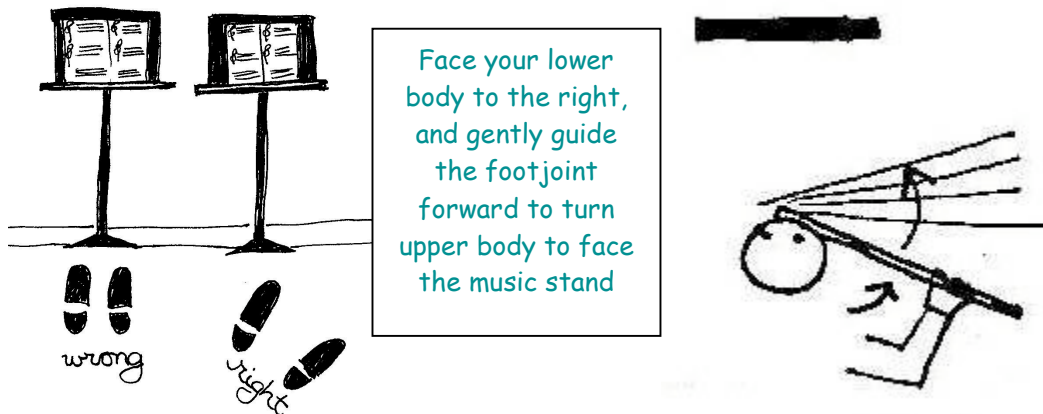 wrong
right
Face your lower
body to the right,
and gently guide
the footjoint
forward to turn
upper body to face
the music stand